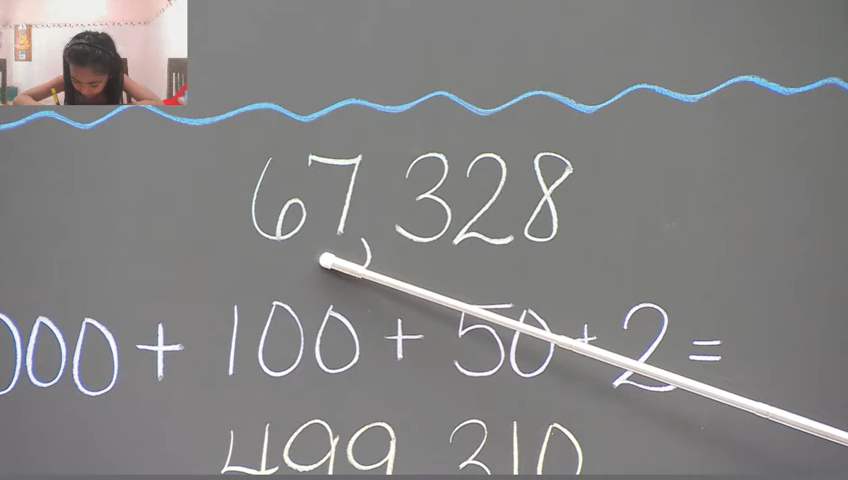 67,328
000 + 100 + 50 + 2 =
499,310